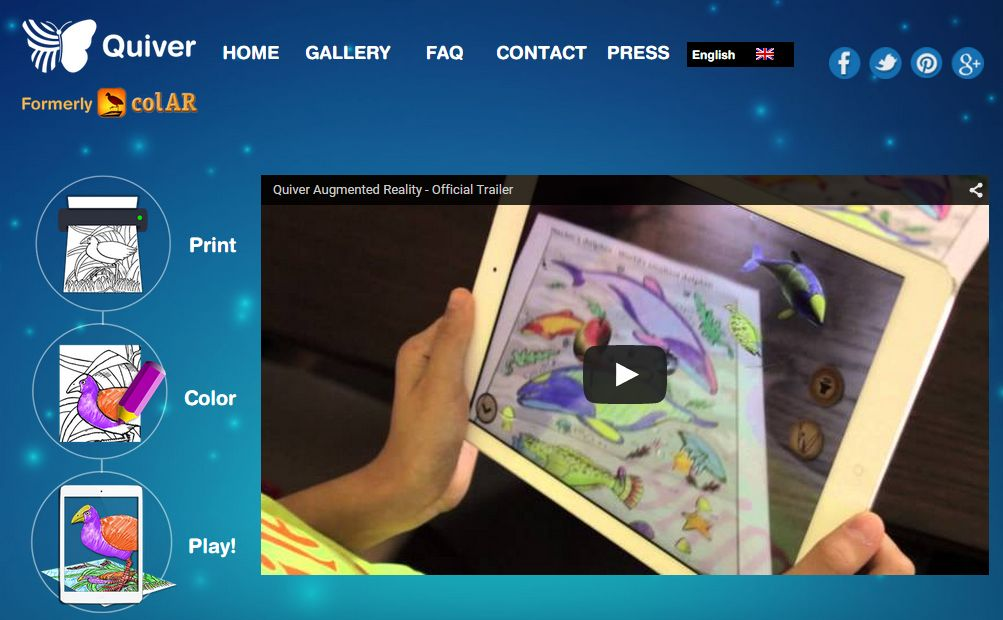 Quiver
HOME GALLERY FAQ CONTACT PRESS English
Formerly colAR
Quiver Augmented Reality - Official Trailer
Print
Color
Play!